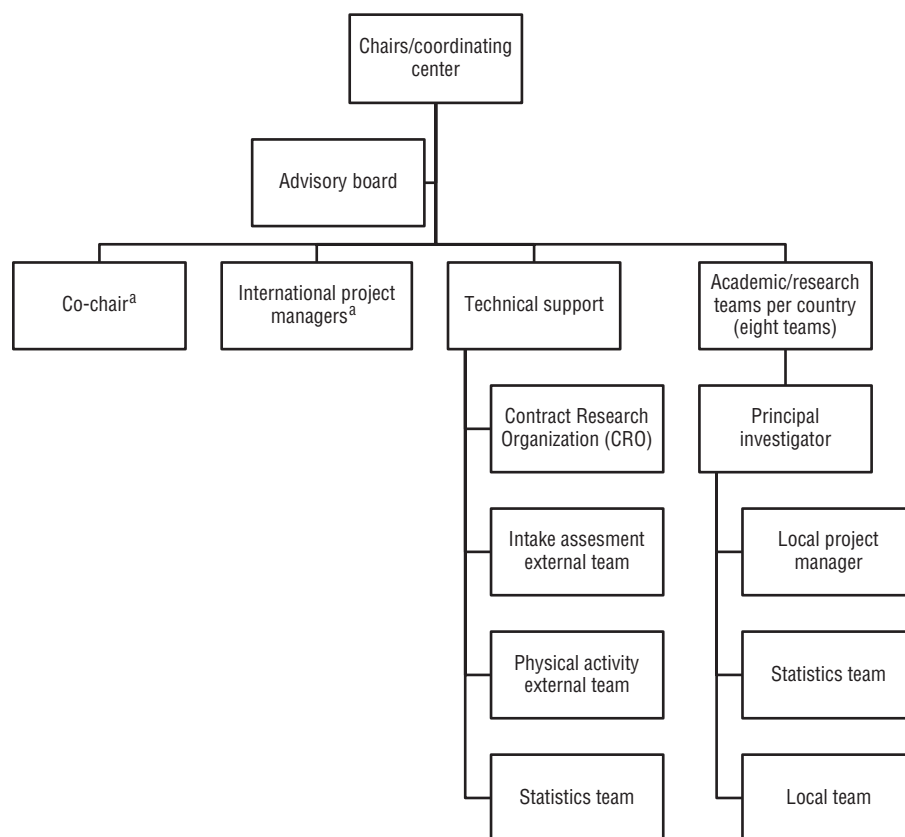 Chairs/coordinating
center
Advisory board
Co-chairᵃ
International project
managersᵃ
Technical support
Academic/research
teams per country
(eight teams)
Contract Research
Organization (CRO)
Principal
investigator
Intake assesment
external team
Local project
manager
Physical activity
external team
Statistics team
Statistics team
Local team